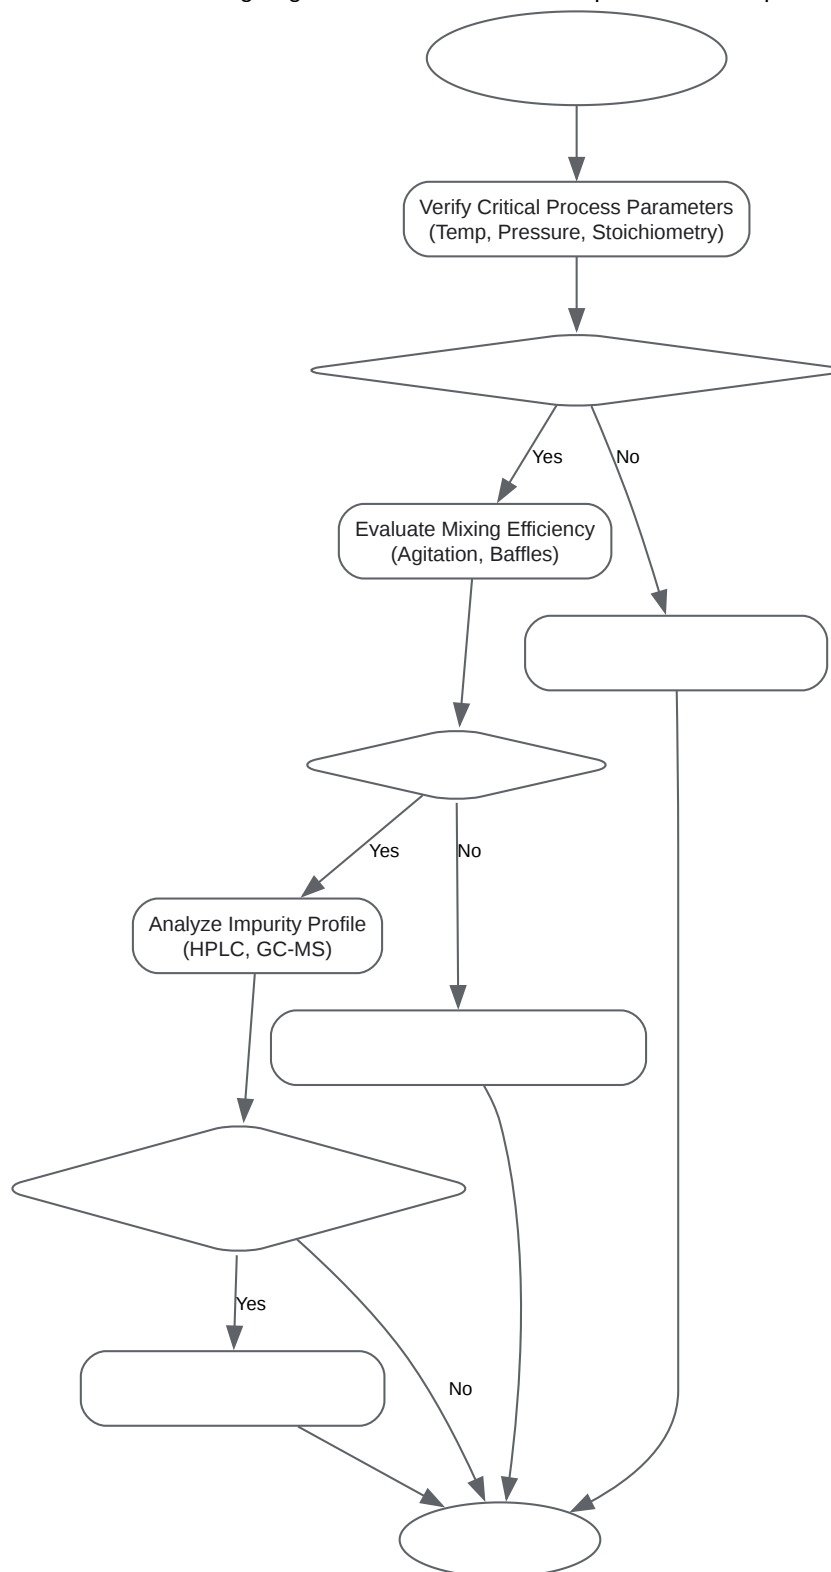 Verify Critical Process Parameters
(Temp, Pressure, Stoichiometry)
Yes
No
Evaluate Mixing Efficiency
(Agitation, Baffles)
Yes
No
Analyze Impurity Profile
(HPLC, GC-MS)
Yes
No